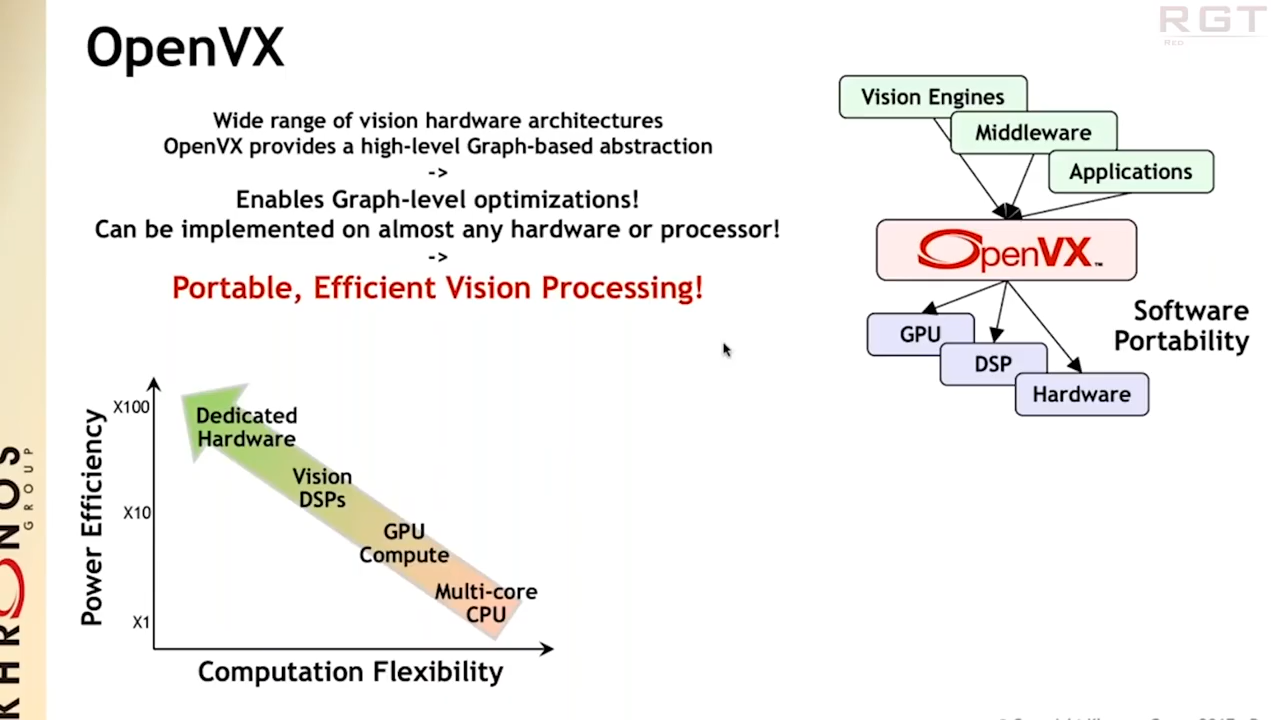 OpenVX
RGT
RED
Wide range of vision hardware architectures
OpenVX provides a high-level Graph-based abstraction
->
Enables Graph-level optimizations!
Can be implemented on almost any hardware or processor!
->
Portable, Efficient Vision Processing!
Vision Engines
Middleware
Applications
OpenVX™
GPU
DSP
Hardware
Software
Portability
Power Efficiency
X100
X10
X1
Dedicated
Hardware
Vision
DSPs
GPU
Compute
Multi-core
CPU
Computation Flexibility
KHRONOS
GROUP